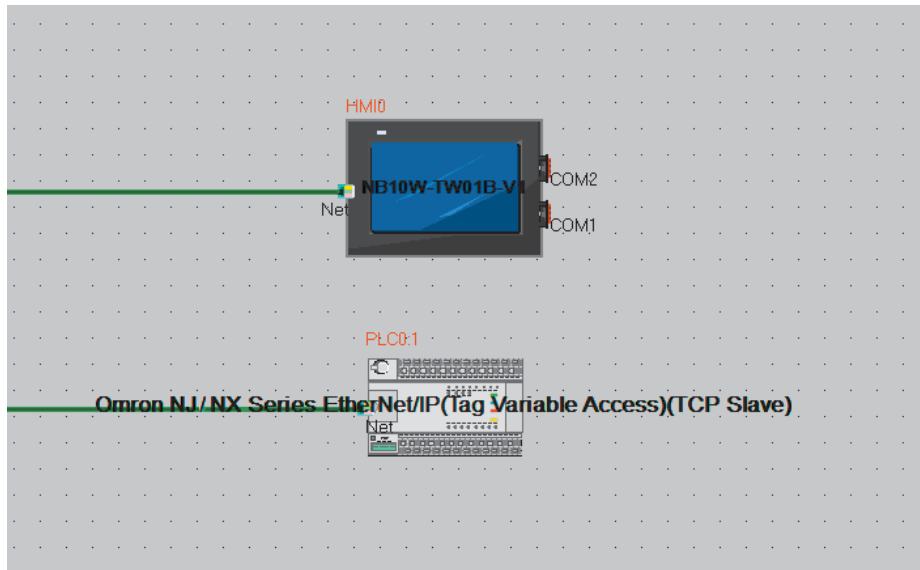 HMI0
NB10W-TW01B-V1
COM2
Net
COM1
PLC0:1
Omron NJ/NX Series EtherNet/IP(Tag Variable Access)(TCP Slave)
Net